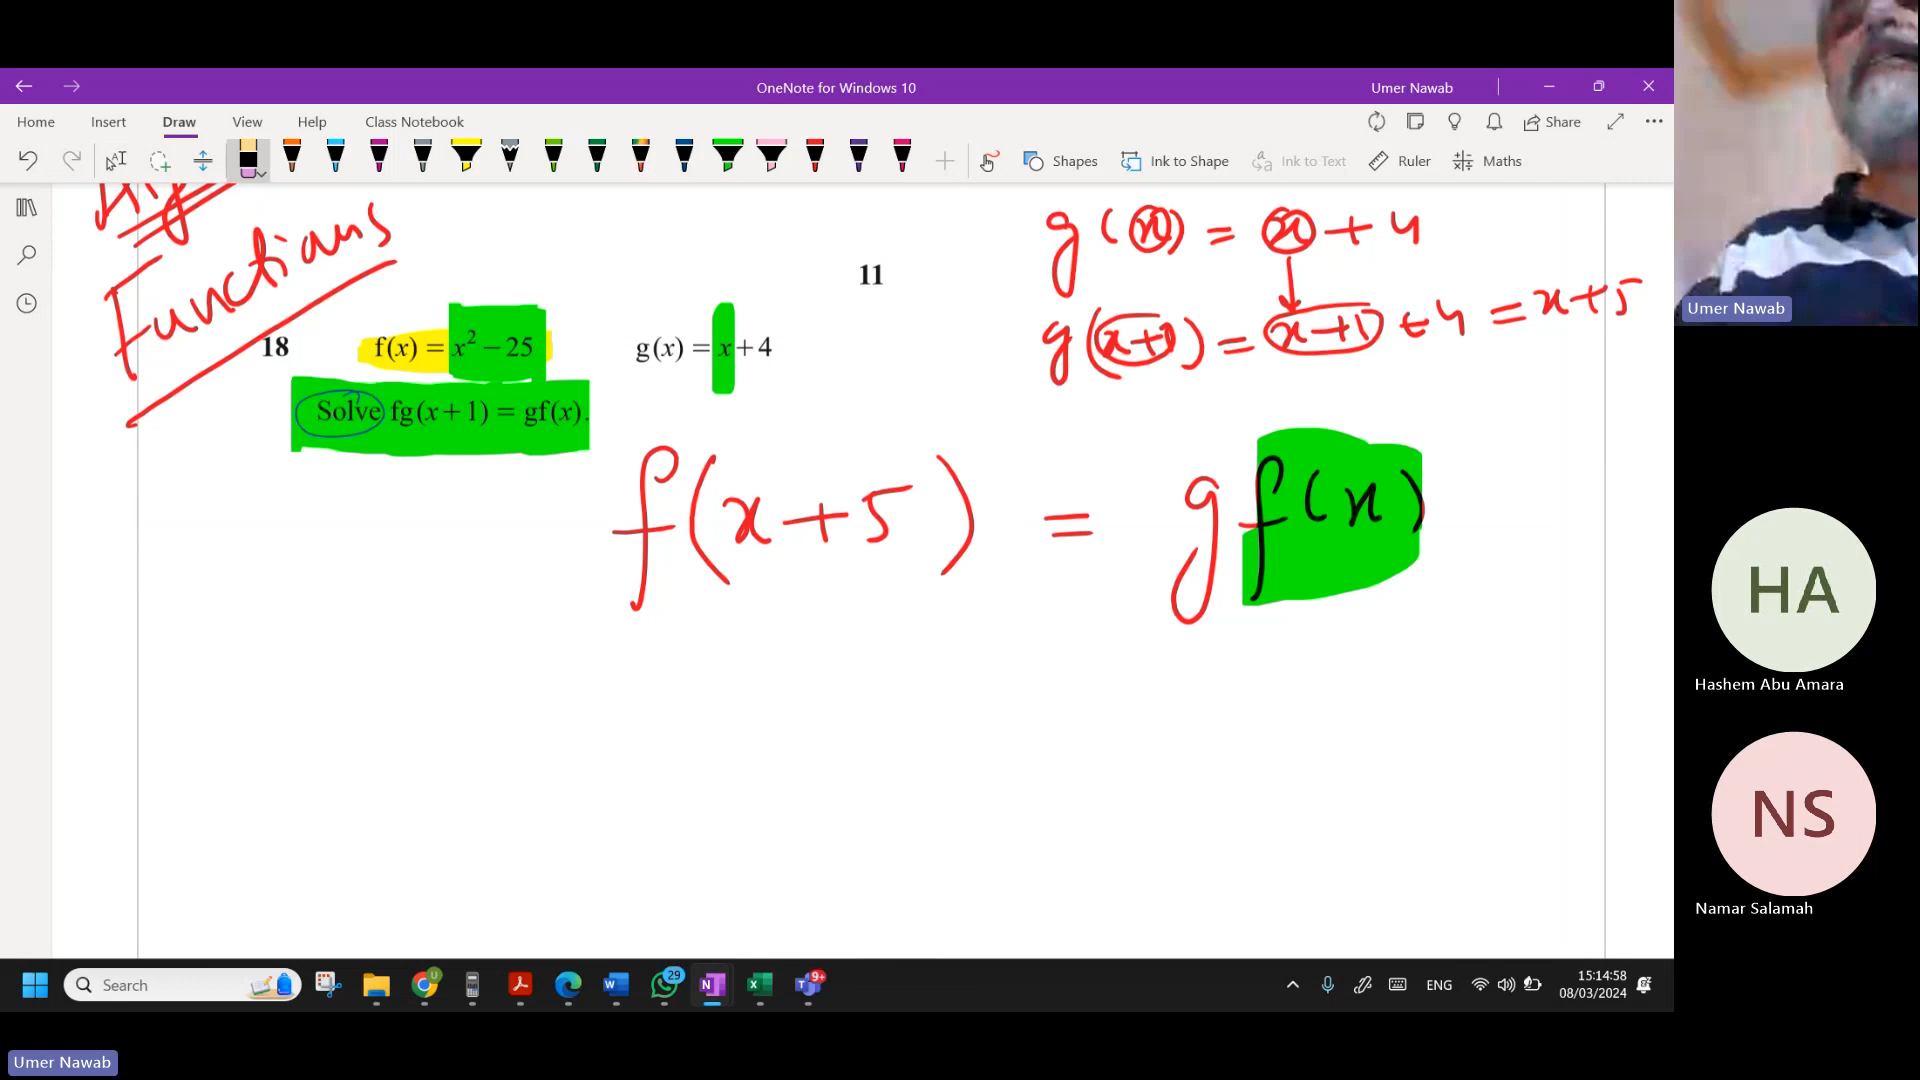 OneNote for Windows 10
Umer Nawab
Home Insert Draw View Help Class Notebook
Share
Shapes Ink to Shape Ink to Text Ruler Maths
Functions
g(x) = x + 4
11
g(x+1) = x+1 + 4 = x+5
18 f(x) = x² − 25 g(x) = x + 4
Solve fg(x + 1) = gf(x).
f(x+5) = gf(x)
Umer Nawab
HA
Hashem Abu Amara
NS
Namar Salamah
Search
U
29
9+
ENG
15:14:58
08/03/2024
Umer Nawab